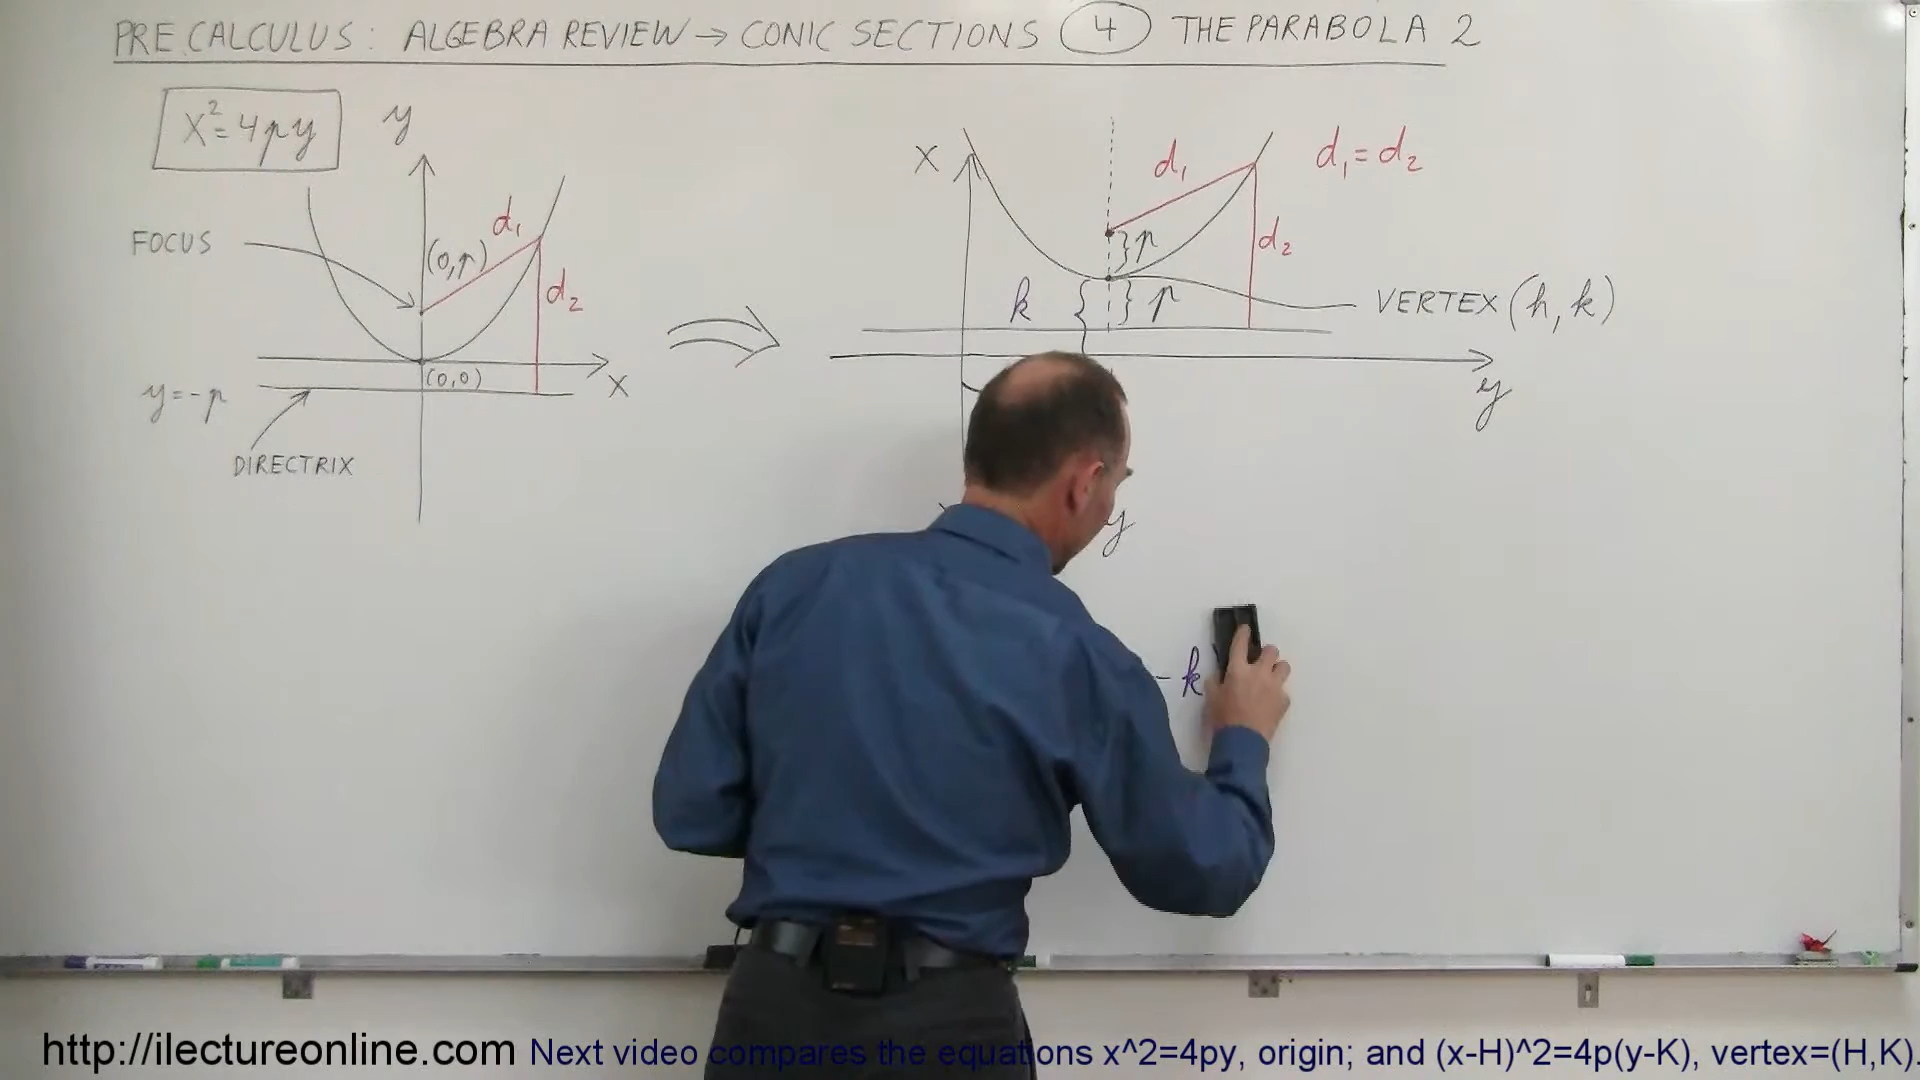 PRE CALCULUS: ALGEBRA REVIEW → CONIC SECTIONS 4 THE PARABOLA 2
x²=4py
y
FOCUS
(0,p)
d₁
d₂
(0,0)
x
y=-p
DIRECTRIX
x
d₁
d₁=d₂
p
d₂
k
p
VERTEX (h, k)
y
y
- k
http://ilectureonline.com Next video compares the equations x^2=4py, origin; and (x-H)^2=4p(y-K), vertex=(H,K).